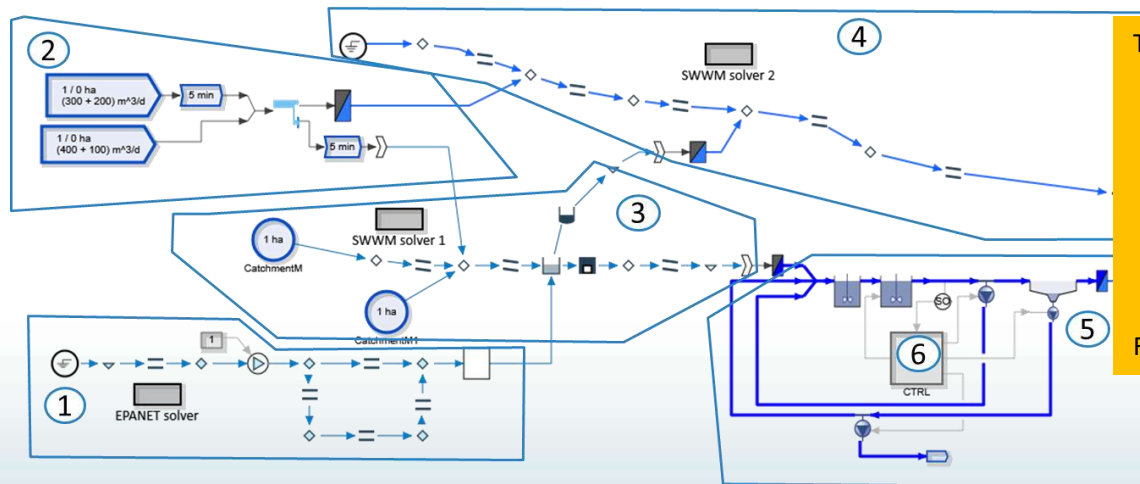 2
4
T
SWWM solver 2
1 / 0 ha
(300 + 200) m^3/d
5 min
1 / 0 ha
(400 + 100) m^3/d
5 min
3
SWWM solver 1
1 ha
CatchmentM
1 ha
CatchmentM1
SO
1
6
5
F
CTRL
1
EPANET solver